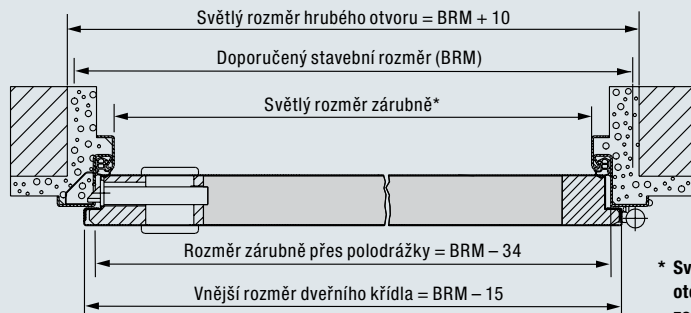 Světlý rozměr hrubého otvoru = BRM + 10
Doporučený stavební rozměr (BRM)
Světlý rozměr zárubně*
Rozměr zárubně přes polodrážky = BRM – 34
Vnější rozměr dveřního křídla = BRM – 15
* Sv
ote